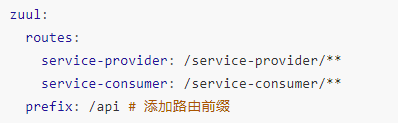 zuul:
  routes:
    service-provider: /service-provider/**
    service-consumer: /service-consumer/**
  prefix: /api # 添加路由前缀